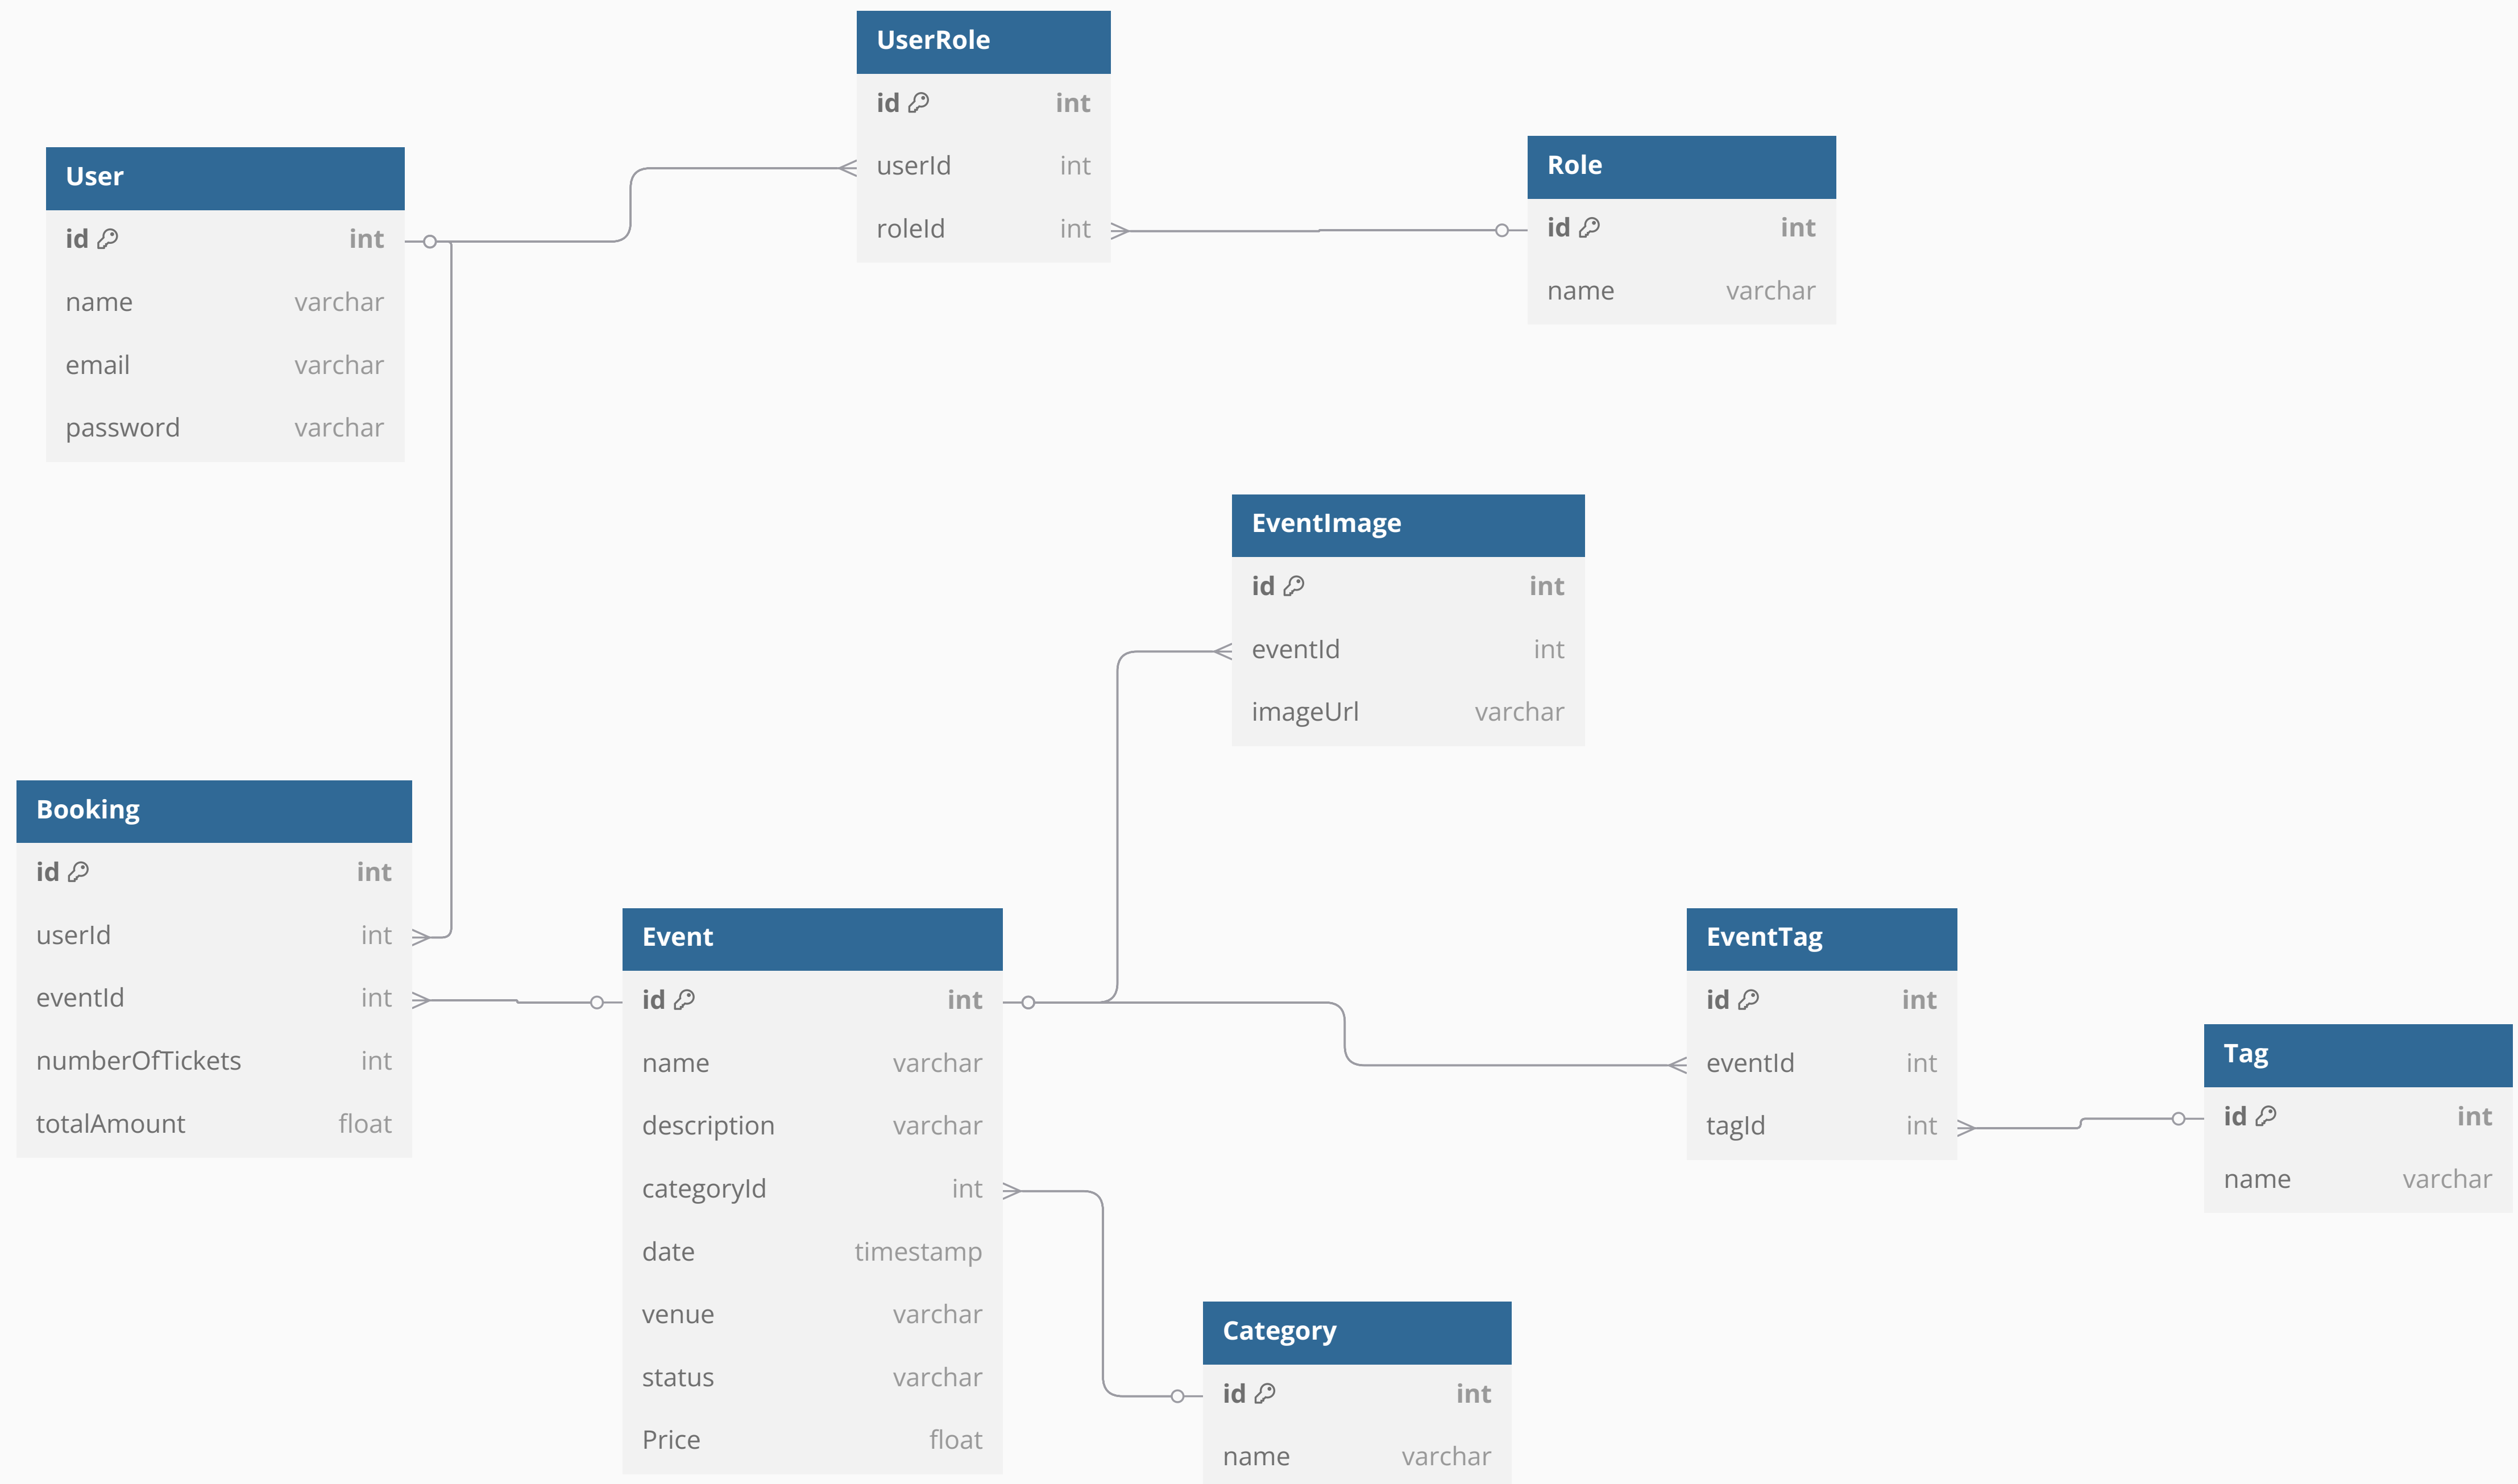 UserRole
id int
userId int
roleId int
User
id int
name varchar
email varchar
password varchar
Role
id int
name varchar
EventImage
id int
eventId int
imageUrl varchar
Booking
id int
userId int
eventId int
numberOfTickets int
totalAmount float
Event
id int
name varchar
description varchar
categoryId int
date timestamp
venue varchar
status varchar
Price float
EventTag
id int
eventId int
tagId int
Tag
id int
name varchar
Category
id int
name varchar